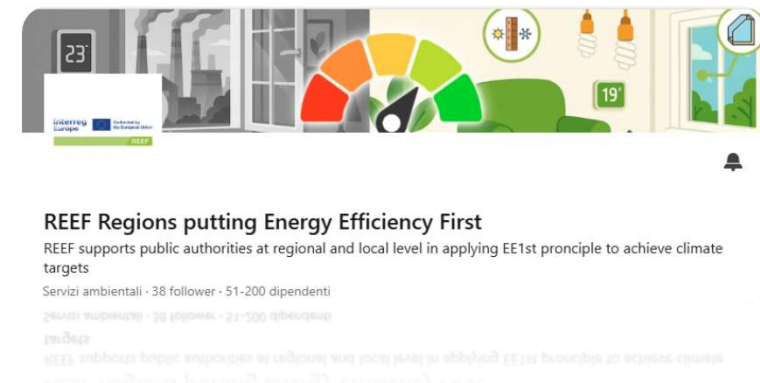 23°
19°
Interreg
Europe
Co-funded by
the European Union
REEF
REEF Regions putting Energy Efficiency First
REEF supports public authorities at regional and local level in applying EE1st pronciple to achieve climate
targets
Servizi ambientali · 38 follower · 51-200 dipendenti